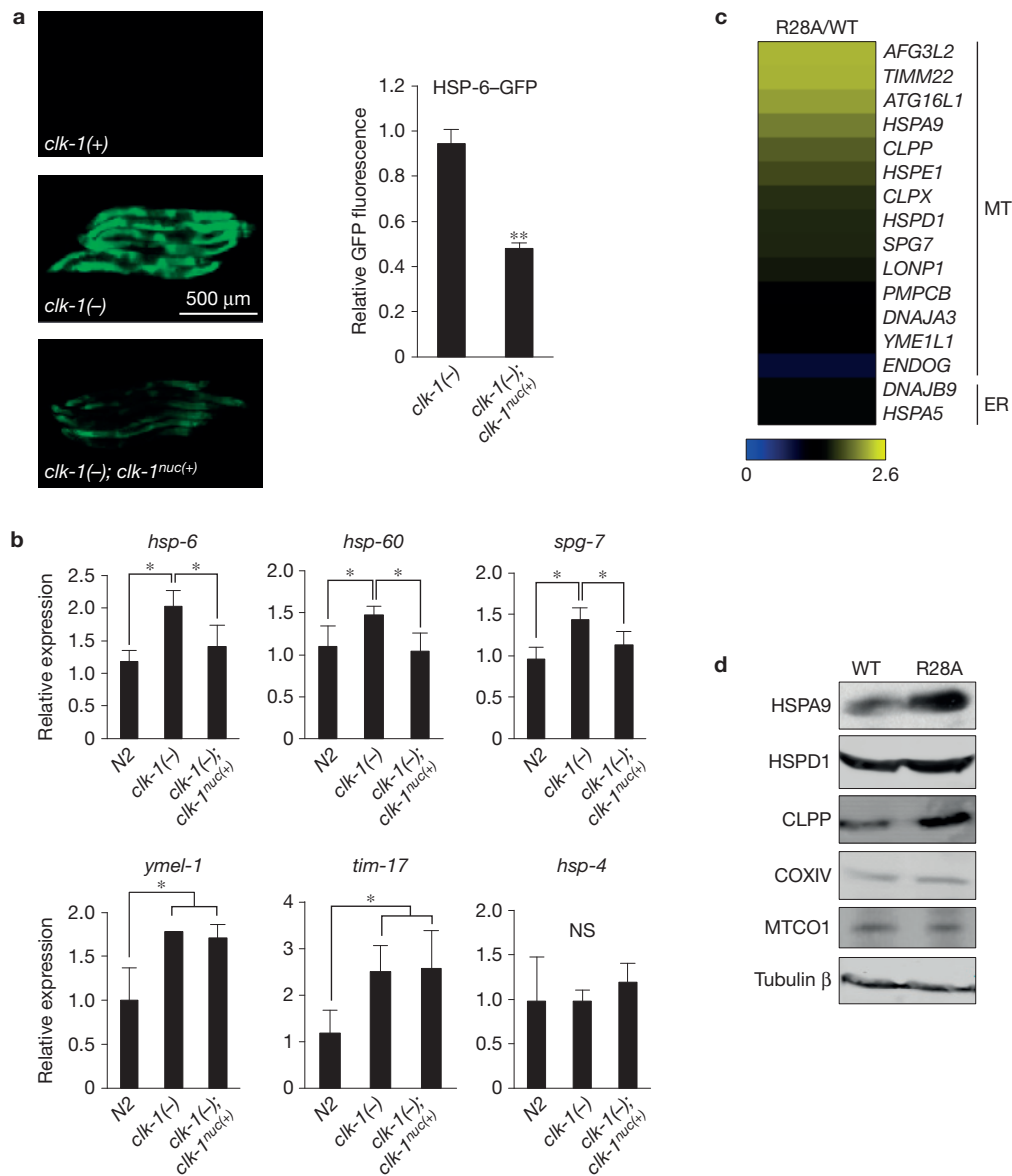 a
clk-1(+)
clk-1(–)
500 μm
clk-1(–); clk-1nuc(+)
HSP-6–GFP
Relative GFP fluorescence
1.2
1.0
0.8
0.6
0.4
0.2
0
**
clk-1(–)
clk-1(–);
clk-1nuc(+)
c
R28A/WT
AFG3L2
TIMM22
ATG16L1
HSPA9
CLPP
HSPE1
CLPX
HSPD1
SPG7
LONP1
PMPCB
DNAJA3
YME1L1
ENDOG
DNAJB9
HSPA5
MT
ER
0
2.6
b
hsp-6
Relative expression
2.5
2.0
1.5
1.0
0.5
0
*
*
N2
clk-1(–)
clk-1(–);
clk-1nuc(+)
hsp-60
2.0
1.5
1.0
0.5
0
*
*
N2
clk-1(–)
clk-1(–);
clk-1nuc(+)
spg-7
2.0
1.5
1.0
0.5
0
*
*
N2
clk-1(–)
clk-1(–);
clk-1nuc(+)
ymel-1
Relative expression
2.0
1.5
1.0
0.5
0
*
N2
clk-1(–)
clk-1(–);
clk-1nuc(+)
tim-17
4
2
1
0
*
N2
clk-1(–)
clk-1(–);
clk-1nuc(+)
hsp-4
2.0
1.5
1.0
0.5
0
NS
N2
clk-1(–)
clk-1(–);
clk-1nuc(+)
d
WT
R28A
HSPA9
HSPD1
CLPP
COXIV
MTCO1
Tubulin β